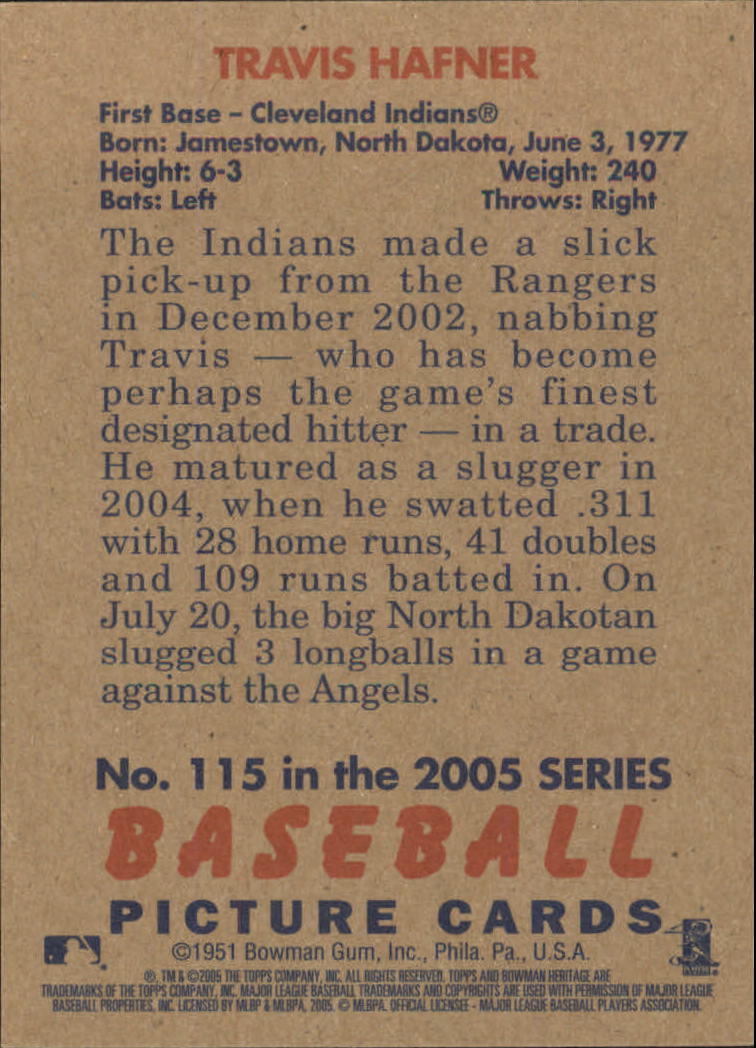 TRAVIS HAFNER
First Base – Cleveland Indians®
Born: Jamestown, North Dakota, June 3, 1977
Height: 6-3 Weight: 240
Bats: Left Throws: Right
The Indians made a slick
pick-up from the Rangers
in December 2002, nabbing
Travis — who has become
perhaps the game's finest
designated hitter — in a trade.
He matured as a slugger in
2004, when he swatted .311
with 28 home runs, 41 doubles
and 109 runs batted in. On
July 20, the big North Dakotan
slugged 3 longballs in a game
against the Angels.
No. 115 in the 2005 SERIES
BASEBALL
PICTURE CARDS
©1951 Bowman Gum, Inc., Phila. Pa., U.S.A.
®, TM & ©2005 THE TOPPS COMPANY, INC. ALL RIGHTS RESERVED. TOPPS AND BOWMAN HERITAGE ARE
TRADEMARKS OF THE TOPPS COMPANY, INC. MAJOR LEAGUE BASEBALL TRADEMARKS AND COPYRIGHTS ARE USED WITH PERMISSION OF MAJOR LEAGUE
BASEBALL PROPERTIES, INC. LICENSED BY MLBP & MLBPA, 2005. © MLBPA. OFFICIAL LICENSEE - MAJOR LEAGUE BASEBALL PLAYERS ASSOCIATION.